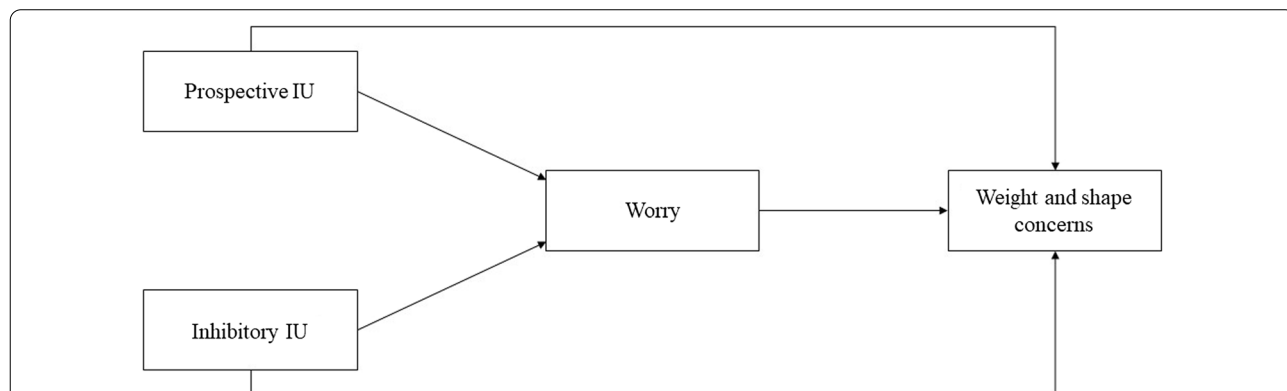 Prospective IU
Worry
Weight and shape
concerns
Inhibitory IU